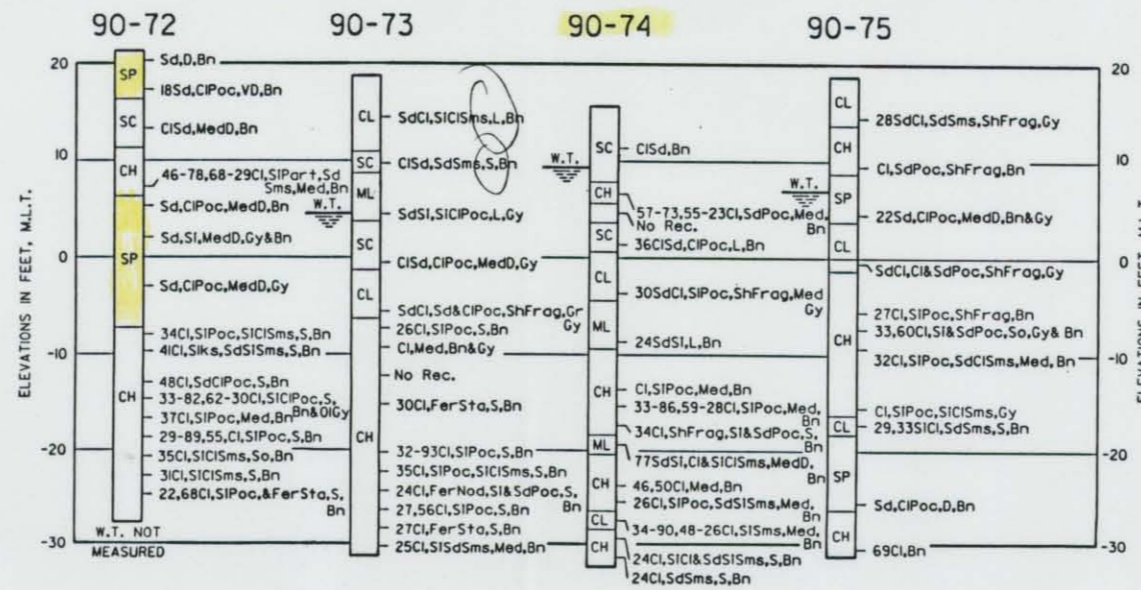 90-72
90-73
90-74
90-75
ELEVATIONS IN FEET, M.L.T.
20
10
0
-10
-20
-30
SP
SC
CH
SP
CH
Sd,D,Bn
18Sd,ClPoc,VD,Bn
ClSd,MedD,Bn
46-78,68-29Cl,SlPart,Sd
Sms,Med,Bn
Sd,ClPoc,MedD,Bn
Sd,Sl,MedD,Gy&Bn
Sd,ClPoc,MedD,Gy
34Cl,SlPoc,SlClSms,S,Bn
41Cl,Slks,SdSlSms,S,Bn
48Cl,SdClPoc,S,Bn
33-82,62-30Cl,SlClPoc,S,
Bn&OlGy
37Cl,SlPoc,Med,Bn
29-89,55,Cl,SlPoc,S,Bn
35Cl,SlClSms,So,Bn
31Cl,SlClSms,S,Bn
22,68Cl,SlPoc,&FerSta,S,
Bn
W.T. NOT
MEASURED
CL
SC
ML
SC
CL
CH
W.T.
SdCl,SlClSms,L,Bn
ClSd,SdSms,S,Bn
SdSl,SlClPoc,L,Gy
ClSd,ClPoc,MedD,Gy
SdCl,Sd&ClPoc,ShFrag,Gr
Gy
26Cl,SlPoc,S,Bn
Cl,Med,Bn&Gy
No Rec.
30Cl,FerSta,S,Bn
32-93Cl,SlPoc,S,Bn
35Cl,SlPoc,SlClSms,S,Bn
24Cl,FerNod,Sl&SdPoc,S,
Bn
27,56Cl,SlPoc,S,Bn
27Cl,FerSta,S,Bn
25Cl,SlSdSms,Med,Bn
SC
CH
SC
CL
ML
CH
ML
CH
CL
CH
W.T.
ClSd,Bn
57-73,55-23Cl,SdPoc,Med,
Bn
No Rec.
36ClSd,ClPoc,L,Bn
30SdCl,SlPoc,ShFrag,Med
Gy
24SdSl,L,Bn
Cl,SlPoc,Med,Bn
33-86,59-28Cl,SlPoc,Med,
Bn
34Cl,ShFrag,Sl&SdPoc,S,
Bn
77SdSl,Cl&SlClSms,MedD,
Bn
46,50Cl,Med,Bn
26Cl,SlPoc,SdSlSms,Med,
Bn
34-90,48-26Cl,SlSms,Med,
Bn
24Cl,SlCl&SdSlSms,S,Bn
24Cl,SdSms,S,Bn
CL
CH
SP
CL
CH
CL
SP
CH
W.T.
28SdCl,SdSms,ShFrag,Gy
Cl,SdPoc,ShFrag,Bn
22Sd,ClPoc,MedD,Bn&Gy
SdCl,Cl&SdPoc,ShFrag,Gy
27Cl,SlPoc,ShFrag,Bn
33,60Cl,Sl&SdPoc,So,Gy& Bn
32Cl,SlPoc,SdClSms,Med,Bn
Cl,SlPoc,SlClSms,Gy
29,33SlCl,SdSms,S,Bn
Sd,ClPoc,D,Bn
69Cl,Bn
20
10
0
-10
-20
-30
ELEVATIONS IN FEET, M.L.T.